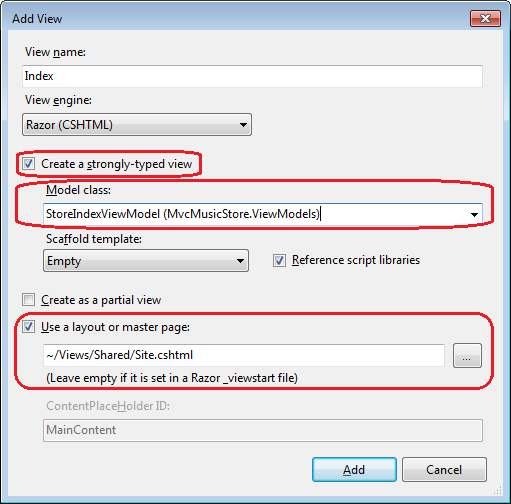 Add View
View name:
Index
View engine:
Razor (CSHTML)
Create a strongly-typed view
Model class:
StoreIndexViewModel (MvcMusicStore.ViewModels)
Scaffold template:
Empty
Reference script libraries
Create as a partial view
Use a layout or master page:
~/Views/Shared/Site.cshtml
...
(Leave empty if it is set in a Razor _viewstart file)
ContentPlaceHolder ID:
MainContent
Add
Cancel